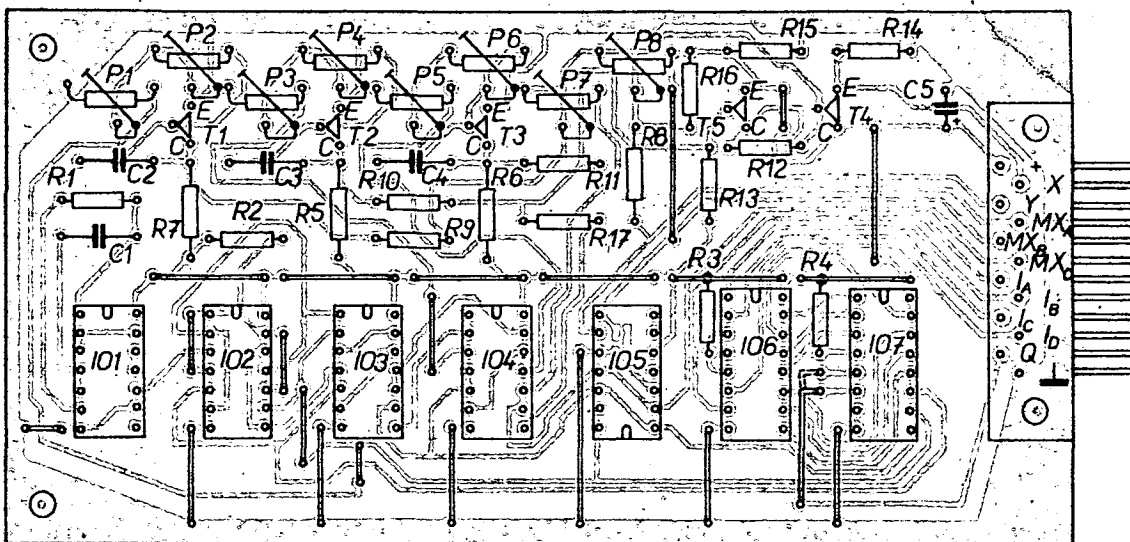 P2 P4 P6 P8 R15 R14
P1 P3 P5 P7 R16 C5
E E E E
T1 T2 T3 T5 T4
C C C C C
R1 C2 C3 C4 R6 R11 R8 R12
R10 R13
C1 R7 R2 R5 R9 R17
R3 R4
IO1 IO2 IO3 IO4 IO5 IO6 IO7
+
X
Y
MXA
MXB
MXC
IA
IB
IC
ID
Q
+